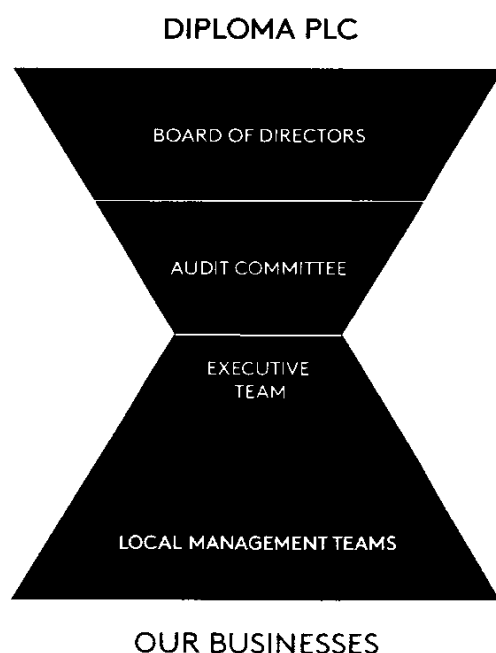 DIPLOMA PLC
BOARD OF DIRECTORS
AUDIT COMMITTEE
EXECUTIVE
TEAM
LOCAL MANAGEMENT TEAMS
OUR BUSINESSES